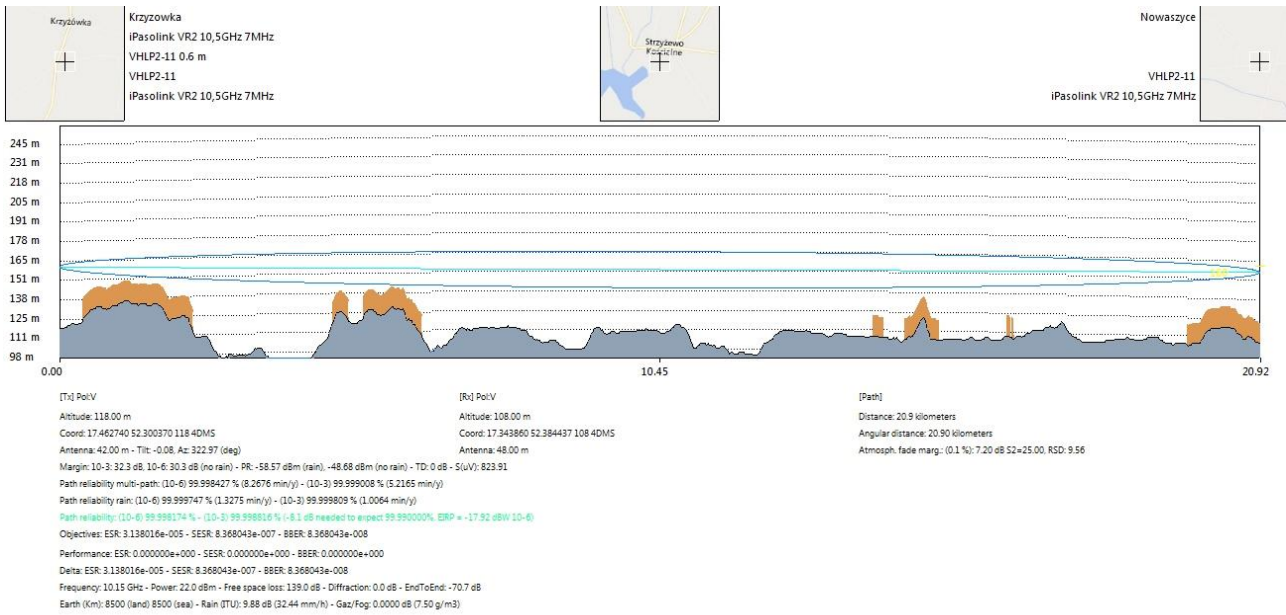 Krzyżówka
Krzyzowka
iPasolink VR2 10,5GHz 7MHz
VHLP2-11 0.6 m
VHLP2-11
iPasolink VR2 10,5GHz 7MHz
Strzyżewo
Kościelne
Nowaszyce
VHLP2-11
iPasolink VR2 10,5GHz 7MHz
245 m
231 m
218 m
205 m
191 m
178 m
165 m
151 m
138 m
125 m
111 m
98 m
0.00 10.45 20.92
[Tx] Pol:V
Altitude: 118.00 m
Coord: 17.462740 52.300370 118 4DMS
Antenna: 42.00 m - Tilt: -0.08, Az: 322.97 (deg)
Margin: 10-3: 32.3 dB, 10-6: 30.3 dB (no rain) - PR: -58.57 dBm (rain), -48.68 dBm (no rain) - TD: 0 dB - S(uV): 823.91
Path reliability multi-path: (10-6) 99.998427 % (8.2676 min/y) - (10-3) 99.999008 % (5.2165 min/y)
Path reliability rain: (10-6) 99.999747 % (1.3275 min/y) - (10-3) 99.999809 % (1.0064 min/y)
Path reliability: (10-6) 99.998174 % - (10-3) 99.998816 % (-8.1 dB needed to expect 99.990000%, EIRP = -17.92 dBW 10-6)
Objectives: ESR: 3.138016e-005 - SESR: 8.368043e-007 - BBER: 8.368043e-008
Performance: ESR: 0.000000e+000 - SESR: 0.000000e+000 - BBER: 0.000000e+000
Delta: ESR: 3.138016e-005 - SESR: 8.368043e-007 - BBER: 8.368043e-008
Frequency: 10.15 GHz - Power: 22.0 dBm - Free space loss: 139.0 dB - Diffraction: 0.0 dB - EndToEnd: -70.7 dB
Earth (Km): 8500 (land) 8500 (sea) - Rain (ITU): 9.88 dB (32.44 mm/h) - Gaz/Fog: 0.0000 dB (7.50 g/m3)
[Rx] Pol:V
Altitude: 108.00 m
Coord: 17.343860 52.384437 108 4DMS
Antenna: 48.00 m
[Path]
Distance: 20.9 kilometers
Angular distance: 20.90 kilometers
Atmosph. fade marg.: (0.1 %): 7.20 dB S2=25.00, RSD: 9.56